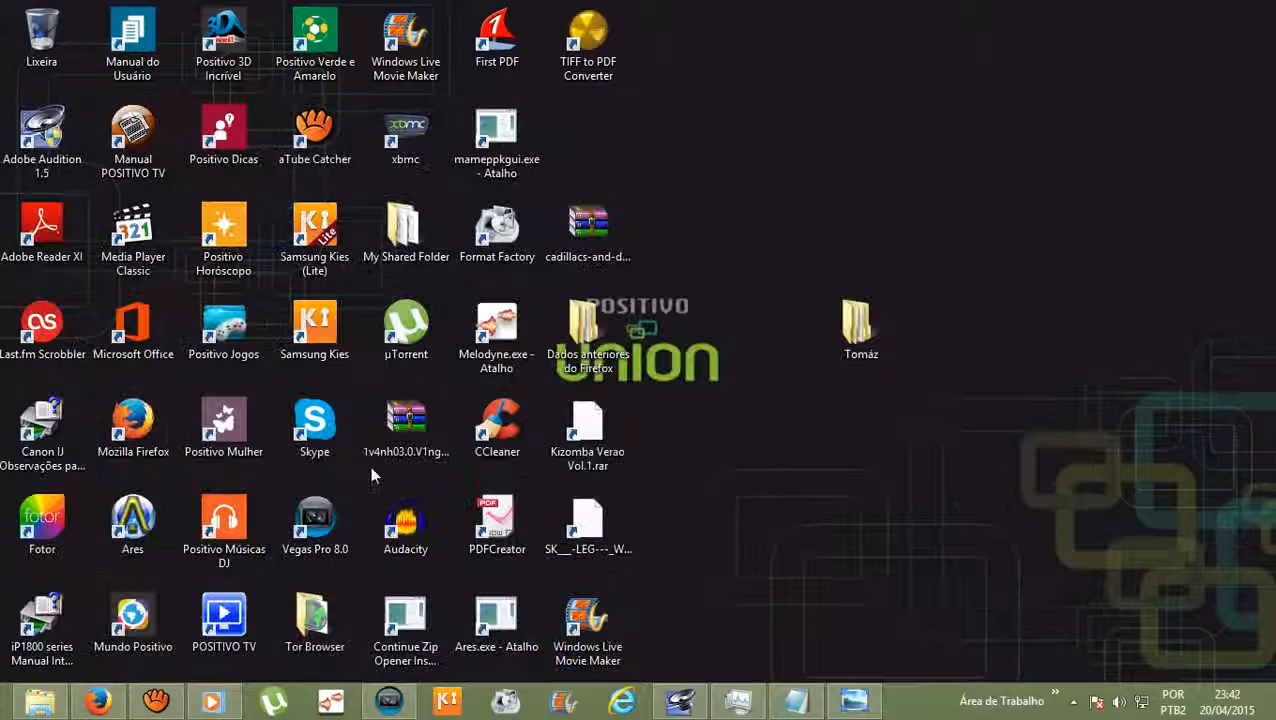 Lixeira
Manual do
Usuário
Positivo 3D
Incrível
Positivo Verde e
Amarelo
Windows Live
Movie Maker
First PDF
TIFF to PDF
Converter
Adobe Audition
1.5
Manual
POSITIVO TV
Positivo Dicas
aTube Catcher
xbmc
xbmc
mameppkgui.exe
- Atalho
Adobe Reader XI
321
Media Player
Classic
Positivo
Horóscopo
Lite
Samsung Kies
(Lite)
My Shared Folder
Format Factory
cadillacs-and-d...
POSITIVO
union
Last.fm Scrobbler
Microsoft Office
Positivo Jogos
Samsung Kies
µTorrent
Melodyne.exe -
Atalho
Dados anteriores
do Firefox
Tomáz
Canon IJ
Observações pa...
Mozilla Firefox
Positivo Mulher
Skype
1v4nh03.0.V1ng...
CCleaner
Kizomba Verao
Vol.1.rar
fotor
Fotor
Ares
Positivo Músicas
DJ
Vegas Pro 8.0
Audacity
PDF
PDFCreator
SK___-LEG---_W...
iP1800 series
Manual Int...
Mundo Positivo
POSITIVO TV
Tor Browser
Continue Zip
Opener Ins...
Ares.exe - Atalho
Windows Live
Movie Maker
Área de Trabalho
POR
PTB2
23:42
20/04/2015